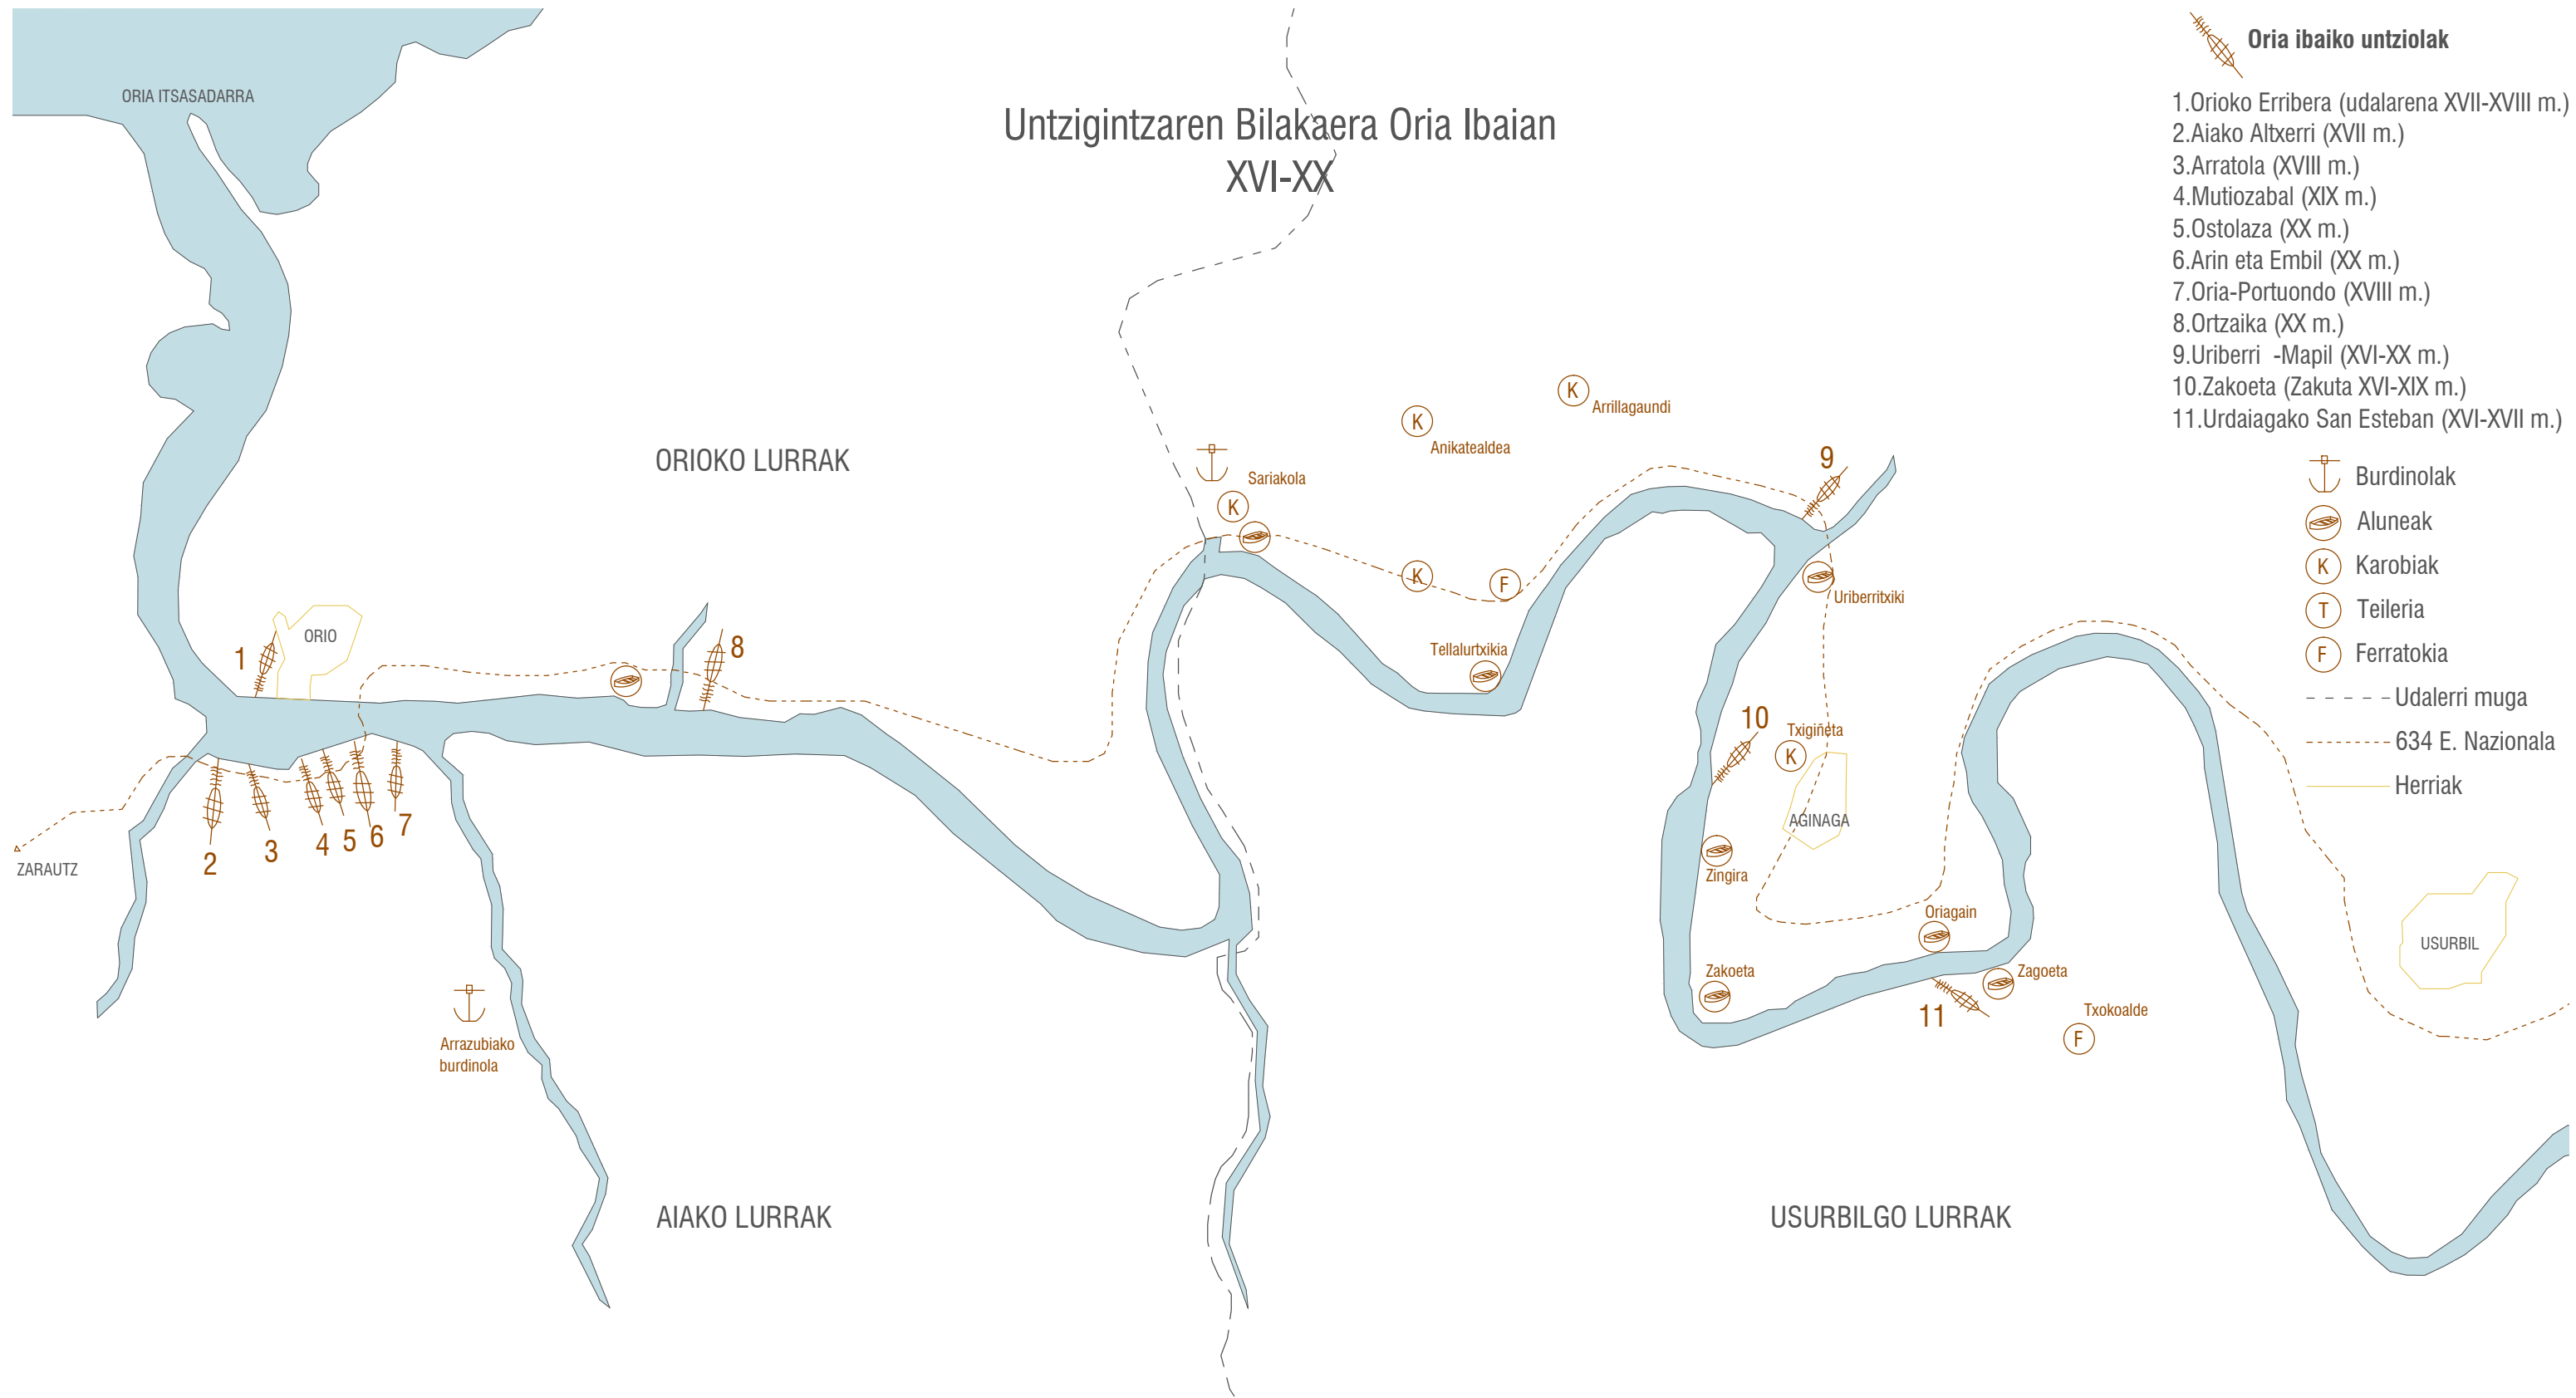 Untzigintzaren Bilakaera Oria Ibaian
XVI-XX
Oria ibaiko untziolak
1.Orioko Erribera (udalarena XVII-XVIII m.)
2.Aiako Altxerri (XVII m.)
3.Arratola (XVIII m.)
4.Mutiozabal (XIX m.)
5.Ostolaza (XX m.)
6.Arin eta Embil (XX m.)
7.Oria-Portuondo (XVIII m.)
8.Ortzaika (XX m.)
9.Uriberri -Mapil (XVI-XX m.)
10.Zakoeta (Zakuta XVI-XIX m.)
11.Urdaiagako San Esteban (XVI-XVII m.)
Burdinolak
Aluneak
K Karobiak
T Teileria
F Ferratokia
Udalerri muga
634 E. Nazionala
Herriak
ORIA ITSASADARRA
ORIOKO LURRAK
K
Arrillagaundi
K
Anikatealdea
9
Sariakola
K
K
F
Uriberritxiki
ORIO
1
8
Tellalurtxikia
10
Txigiñeta
K
AGINAGA
2
3
4
5
6
7
ZARAUTZ
Zingira
Oriagain
USURBIL
Zakoeta
Zagoeta
11
Txokoalde
F
Arrazubiako
burdinola
AIAKO LURRAK
USURBILGO LURRAK